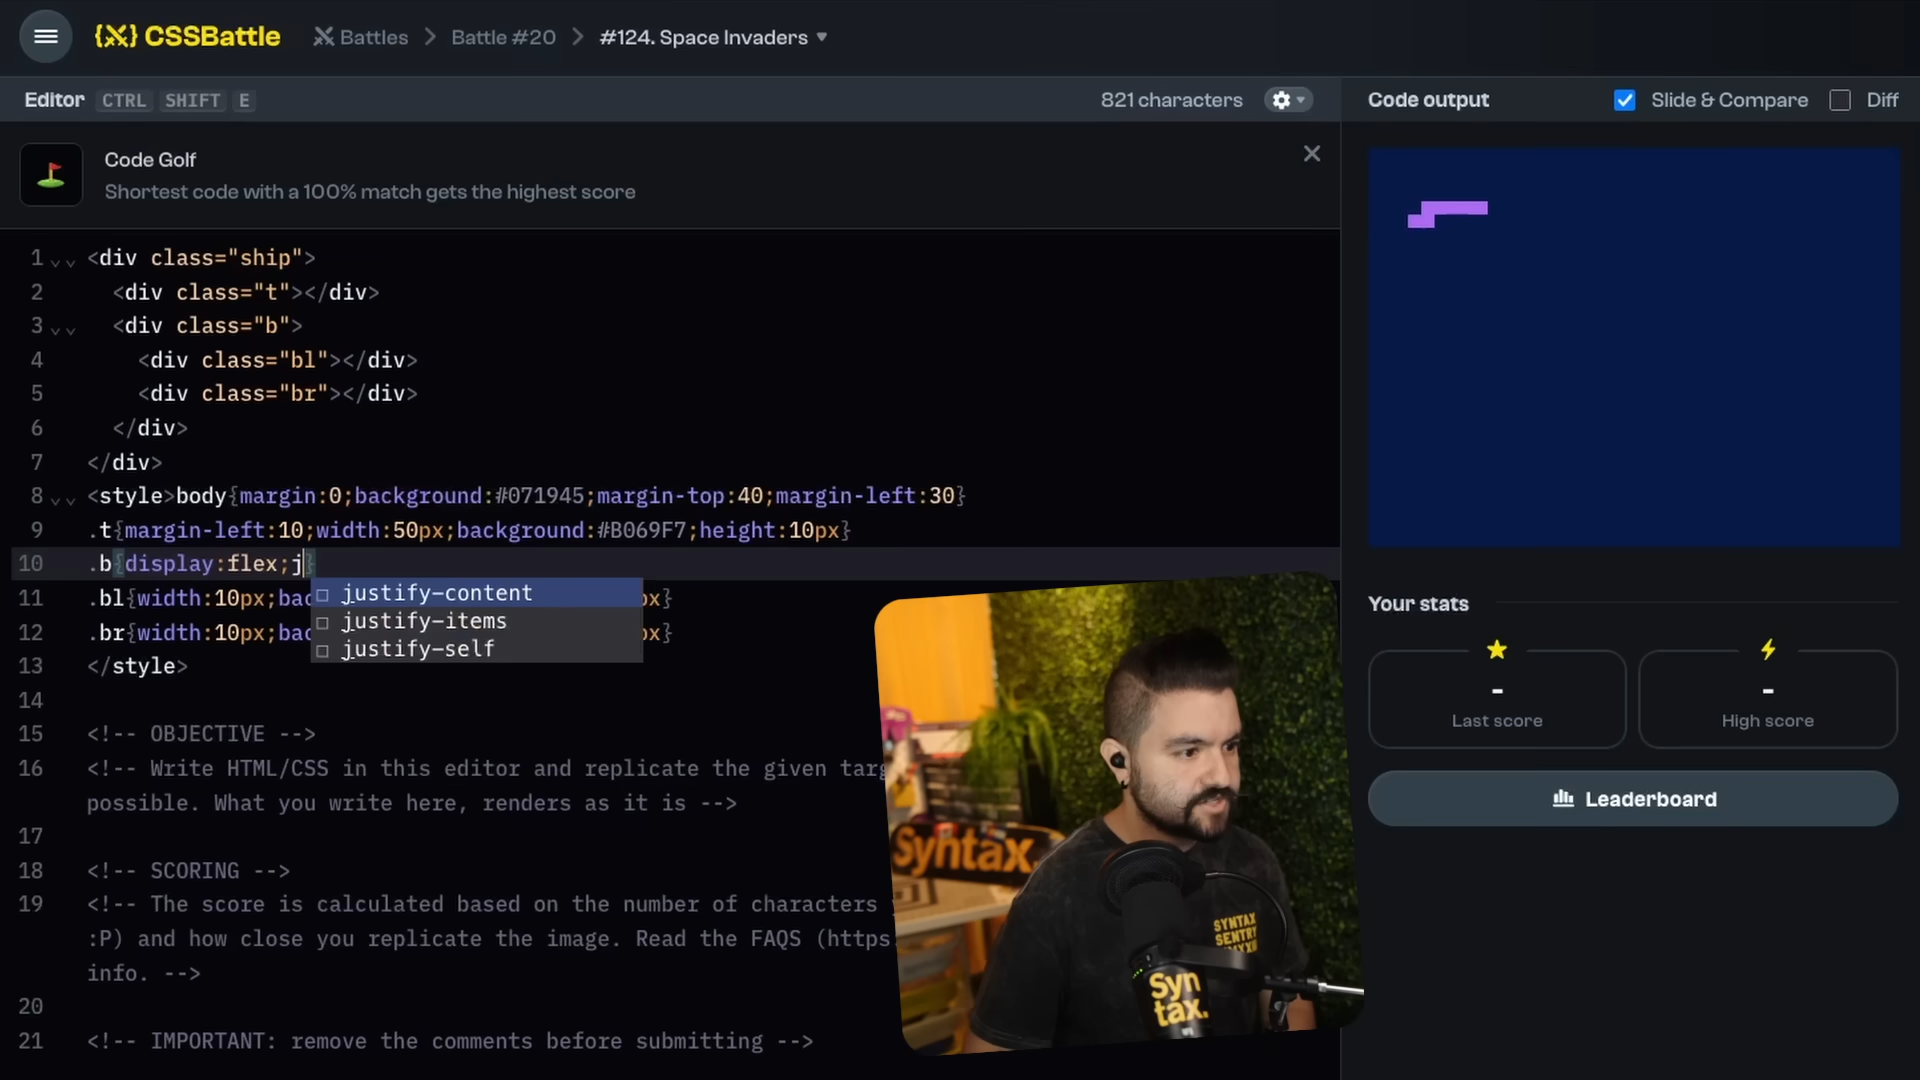 {X} CSSBattle
Battles
Battle #20
#124. Space Invaders
Editor CTRL SHIFT E
821 characters
Code output
Slide & Compare
Diff
Code Golf
Shortest code with a 100% match gets the highest score
1 <div class="ship">
2 <div class="t"></div>
3 <div class="b">
4 <div class="bl"></div>
5 <div class="br"></div>
6 </div>
7 </div>
8 <style>body{margin:0;background:#071945;margin-top:40;margin-left:30}
9 .t{margin-left:10;width:50px;background:#B069F7;height:10px}
10 .b{display:flex;j}
justify-content
justify-items
justify-self
11 .bl{width:10px;bac px}
12 .br{width:10px;bac px}
13 </style>
14
15 <!-- OBJECTIVE -->
16 <!-- Write HTML/CSS in this editor and replicate the given targ
possible. What you write here, renders as it is -->
17
18 <!-- SCORING -->
19 <!-- The score is calculated based on the number of characters
:P) and how close you replicate the image. Read the FAQS (https:
info. -->
20
21 <!-- IMPORTANT: remove the comments before submitting -->
Your stats
-
Last score
-
High score
Leaderboard
Syntax.
SYNTAX
SENTRY
Syn
tax.